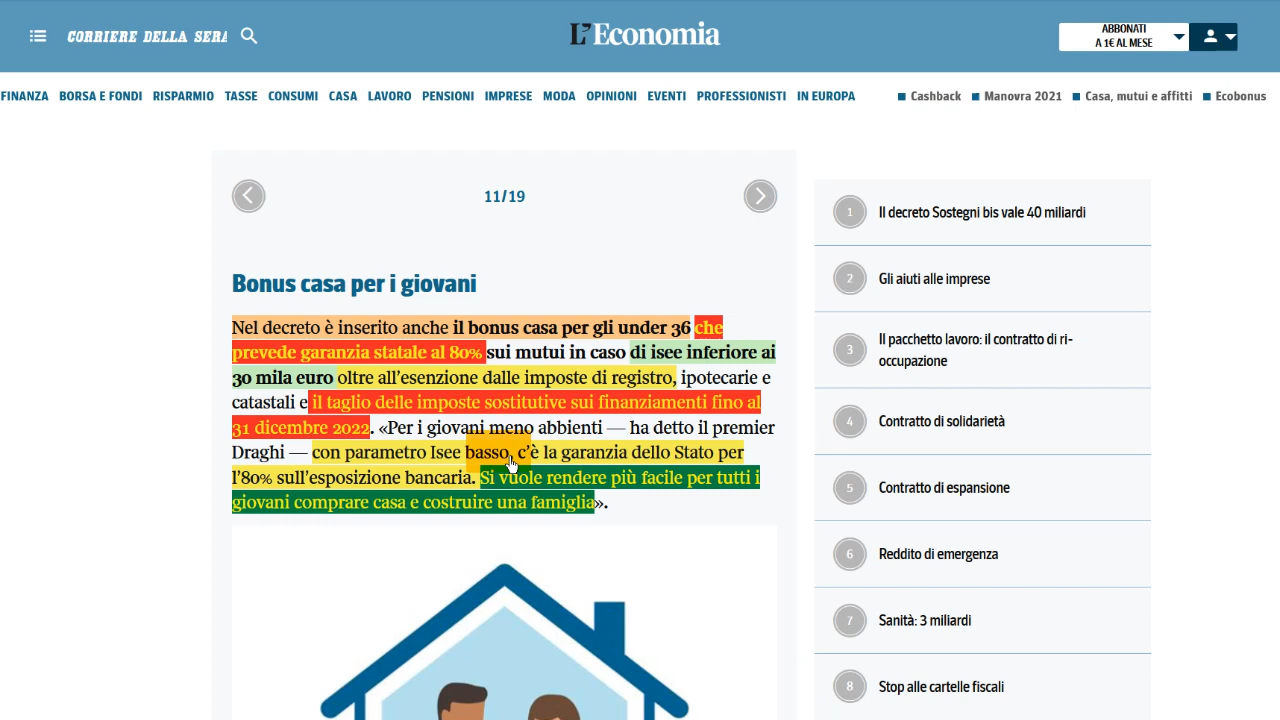 CORRIERE DELLA SERA
L'Economia
ABBONATI
A 1€ AL MESE
FINANZA BORSA E FONDI RISPARMIO TASSE CONSUMI CASA LAVORO PENSIONI IMPRESE MODA OPINIONI EVENTI PROFESSIONISTI IN EUROPA Cashback Manovra 2021 Casa, mutui e affitti Ecobonus
11/19
Bonus casa per i giovani
Nel decreto è inserito anche il bonus casa per gli under 36 che
prevede garanzia statale al 80% sui mutui in caso di isee inferiore ai
30 mila euro oltre all’esenzione dalle imposte di registro, ipotecarie e
catastali e il taglio delle imposte sostitutive sui finanziamenti fino al
31 dicembre 2022. «Per i giovani meno abbienti — ha detto il premier
Draghi — con parametro Isee basso, c’è la garanzia dello Stato per
l’80% sull’esposizione bancaria. Si vuole rendere più facile per tutti i
giovani comprare casa e costruire una famiglia».
1 Il decreto Sostegni bis vale 40 miliardi
2 Gli aiuti alle imprese
3 Il pacchetto lavoro: il contratto di ri-
occupazione
4 Contratto di solidarietà
5 Contratto di espansione
6 Reddito di emergenza
7 Sanità: 3 miliardi
8 Stop alle cartelle fiscali